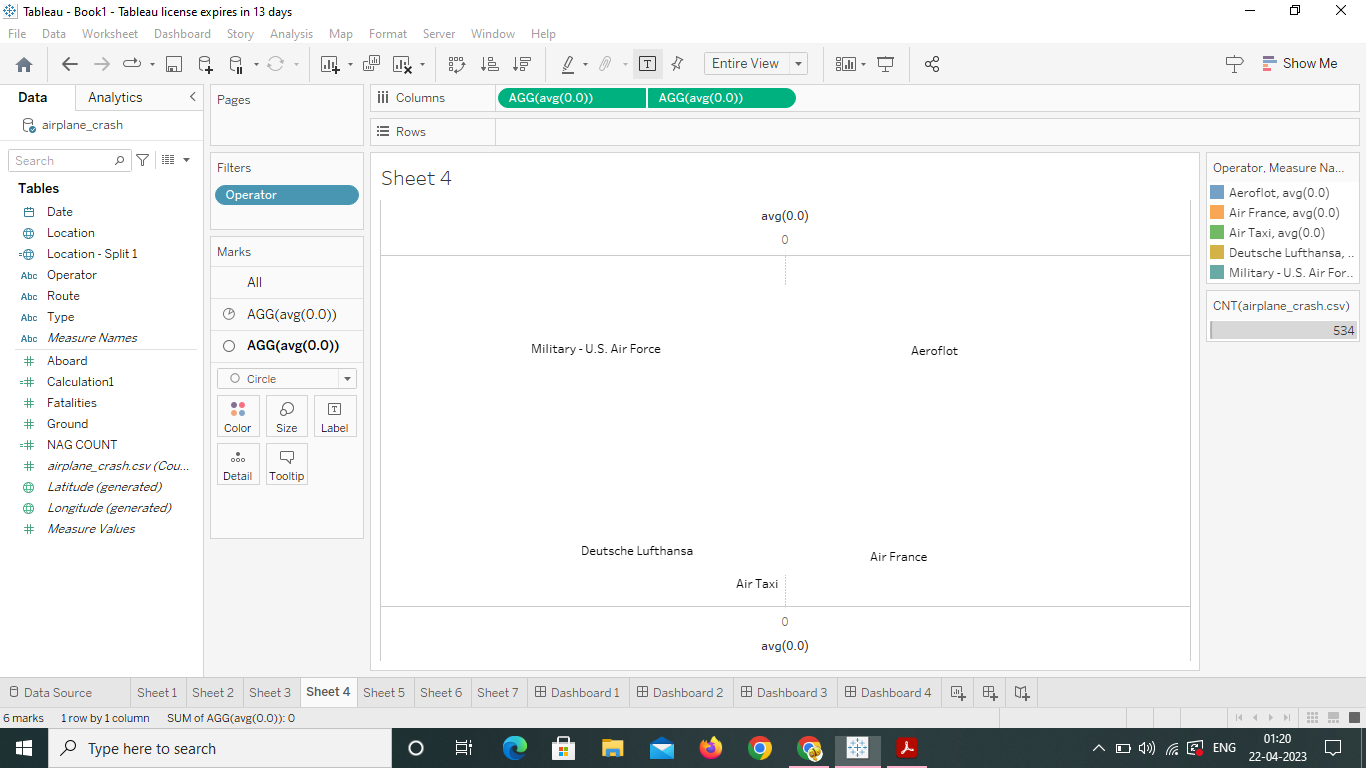 Tableau - Book1 - Tableau license expires in 13 days
File Data Worksheet Dashboard Story Analysis Map Format Server Window Help
Entire View
Show Me
Data Analytics
Pages
Columns AGG(avg(0.0)) AGG(avg(0.0))
airplane_crash
Rows
Search
Tables
Date
Location
Location - Split 1
Abc Operator
Abc Route
Abc Type
Abc Measure Names
Aboard
Calculation1
Fatalities
Ground
NAG COUNT
airplane_crash.csv (Cou...
Latitude (generated)
Longitude (generated)
Measure Values
Filters
Operator
Marks
All
AGG(avg(0.0))
AGG(avg(0.0))
Circle
Color Size Label
Detail Tooltip
Sheet 4
avg(0.0)
0
Military - U.S. Air Force
Aeroflot
Deutsche Lufthansa
Air France
Air Taxi
0
avg(0.0)
Operator, Measure Na...
Aeroflot, avg(0.0)
Air France, avg(0.0)
Air Taxi, avg(0.0)
Deutsche Lufthansa, ..
Military - U.S. Air For..
CNT(airplane_crash.csv)
534
Data Source Sheet 1 Sheet 2 Sheet 3 Sheet 4 Sheet 5 Sheet 6 Sheet 7 Dashboard 1 Dashboard 2 Dashboard 3 Dashboard 4
6 marks 1 row by 1 column SUM of AGG(avg(0.0)): 0
Type here to search
ENG
01:20
22-04-2023